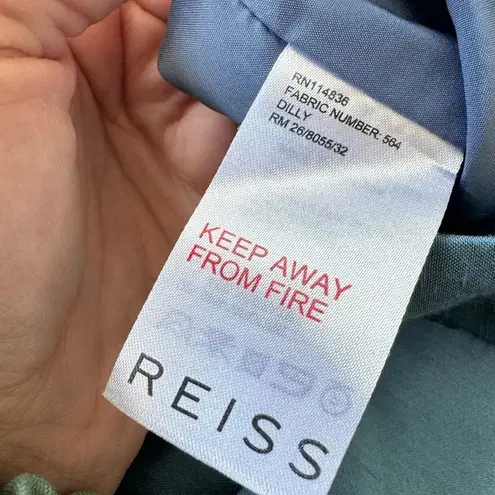 RN114836
FABRIC NUMBER. 564
DILLY
RM 26/8055/32
KEEP AWAY
FROM FIRE
REISS